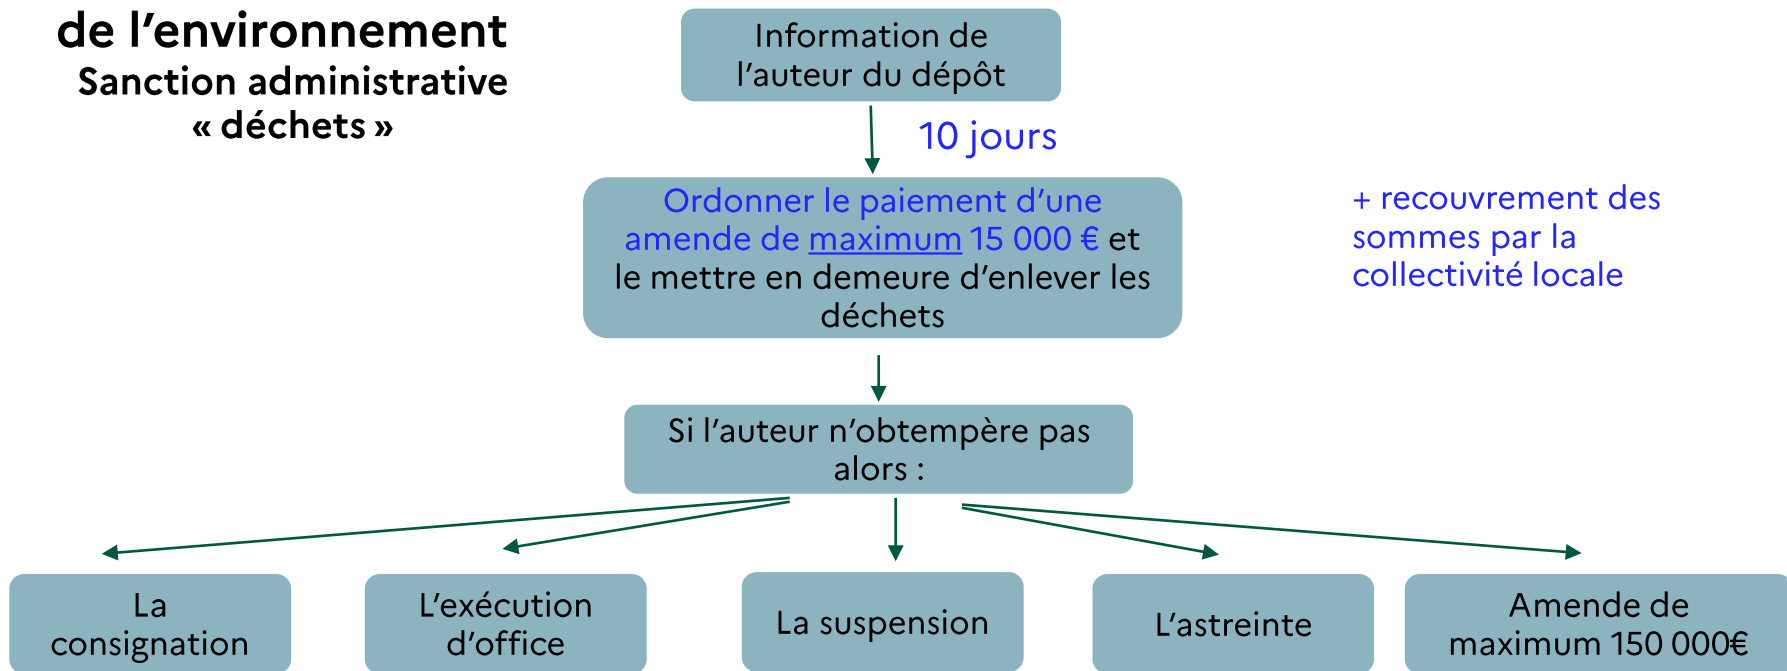 de l’environnement
Sanction administrative
« déchets »
Information de
l’auteur du dépôt
10 jours
Ordonner le paiement d’une
amende de maximum 15 000 € et
le mettre en demeure d’enlever les
déchets
+ recouvrement des
sommes par la
collectivité locale
Si l’auteur n’obtempère pas
alors :
La
consignation
L’exécution
d’office
La suspension
L’astreinte
Amende de
maximum 150 000€